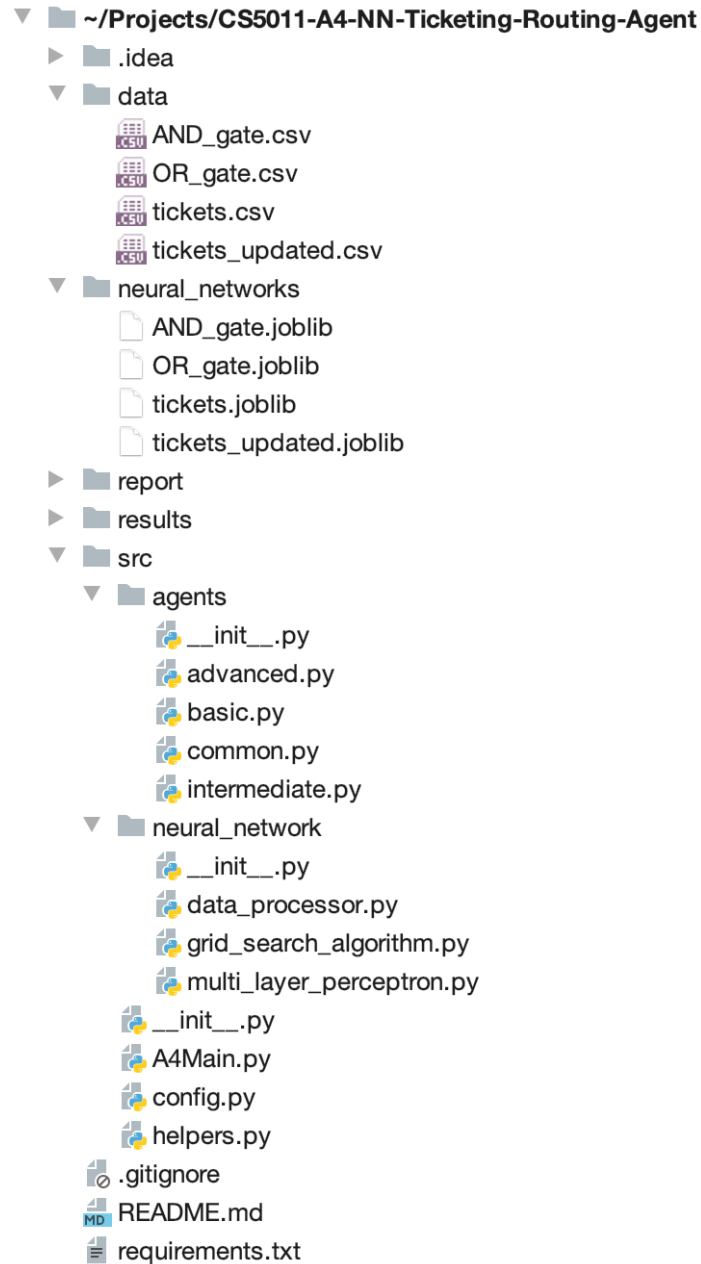 ~/Projects/CS5011-A4-NN-Ticketing-Routing-Agent
.idea
data
AND_gate.csv
OR_gate.csv
tickets.csv
tickets_updated.csv
neural_networks
AND_gate.joblib
OR_gate.joblib
tickets.joblib
tickets_updated.joblib
report
results
src
agents
__init__.py
advanced.py
basic.py
common.py
intermediate.py
neural_network
__init__.py
data_processor.py
grid_search_algorithm.py
multi_layer_perceptron.py
__init__.py
A4Main.py
config.py
helpers.py
.gitignore
MD README.md
requirements.txt